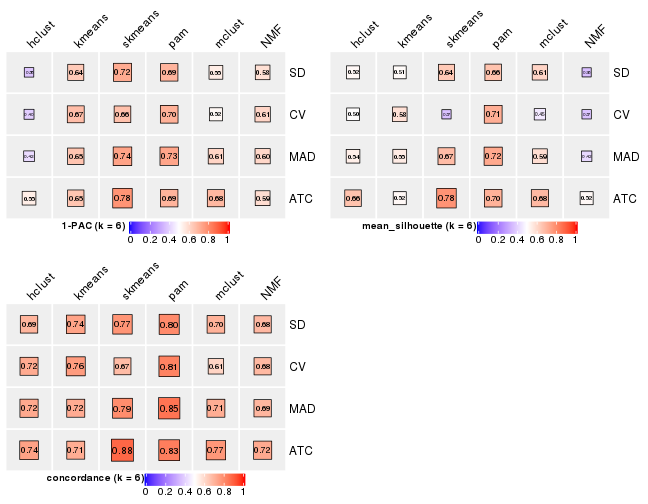 hclust kmeans skmeans pam mclust NMF
0.64 0.72 0.69 0.55 0.58 SD
0.67 0.66 0.70 0.52 0.61 CV
0.65 0.74 0.73 0.61 0.60 MAD
0.55 0.65 0.78 0.69 0.68 0.59 ATC
1-PAC (k = 6)
0 0.2 0.4 0.6 0.8 1
hclust kmeans skmeans pam mclust NMF
0.52 0.51 0.64 0.66 0.61 SD
0.50 0.58 0.71 CV
0.54 0.55 0.67 0.72 0.59 MAD
0.66 0.52 0.78 0.70 0.68 0.52 ATC
mean_silhouette (k = 6)
0 0.2 0.4 0.6 0.8 1
hclust kmeans skmeans pam mclust NMF
0.69 0.74 0.77 0.80 0.70 0.68 SD
0.72 0.76 0.67 0.81 0.61 0.68 CV
0.72 0.72 0.79 0.85 0.71 0.69 MAD
0.74 0.71 0.88 0.83 0.77 0.72 ATC
concordance (k = 6)
0 0.2 0.4 0.6 0.8 1